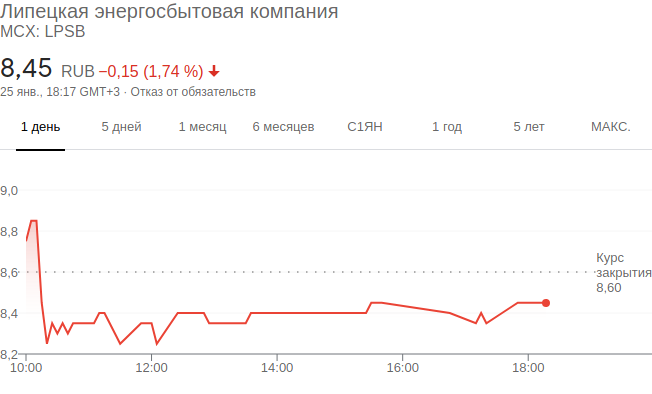 Липецкая энергосбытовая компания
MCX: LPSB
8,45 RUB −0,15 (1,74 %)
25 янв., 18:17 GMT+3 · Отказ от обязательств
1 день 5 дней 1 месяц 6 месяцев С1ЯН 1 год 5 лет МАКС.
9,0
8,8
Курс
8,6 закрытия
8,60
8,4
8,2
10:00 12:00 14:00 16:00 18:00